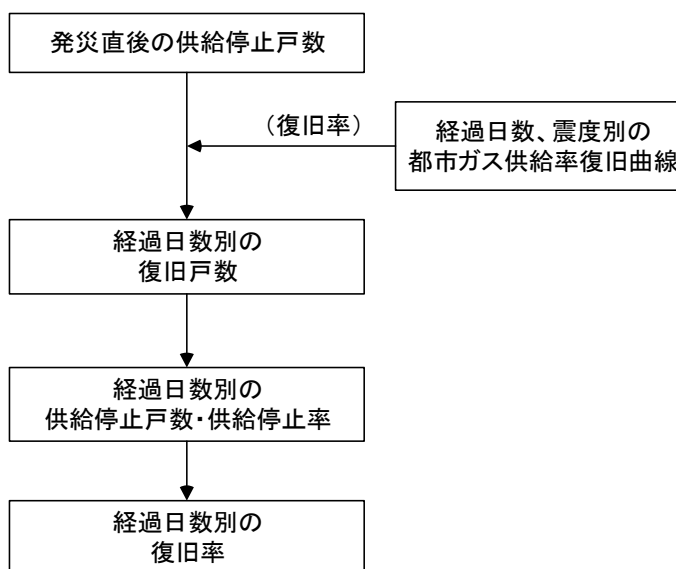 発災直後の供給停止戸数
（復旧率）
経過日数、震度別の
都市ガス供給率復旧曲線
経過日数別の
復旧戸数
経過日数別の
供給停止戸数・供給停止率
経過日数別の
復旧率